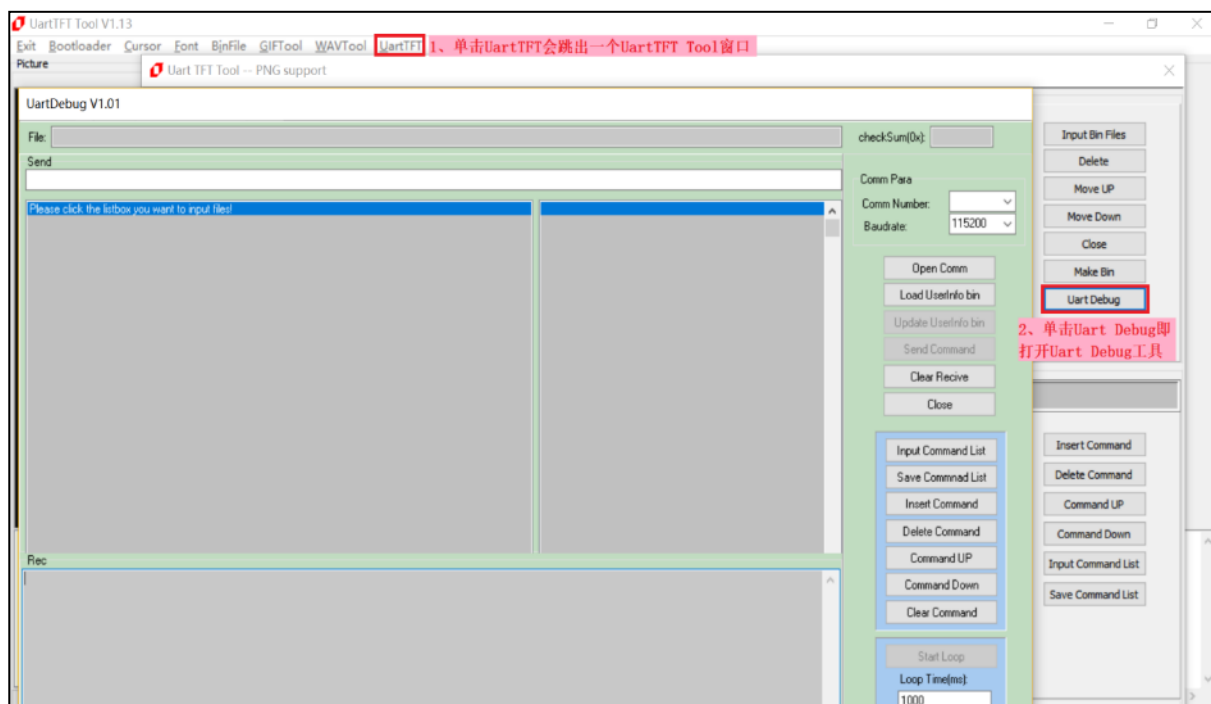 UartTFT Tool V1.13
Exit Bootloader Cursor Font BinFile GIFTool WAVTool UartTFT 1、单击UartTFT会跳出一个UartTFT Tool窗口
Picture
Uart TFT Tool -- PNG support
UartDebug V1.01
File: checkSum(0x):
Send
Please click the listbox you want to input files!
Comm Para
Comm Number:
Baudrate: 115200
Open Comm
Load UserInfo bin
Update UserInfo bin
Send Command
Clear Recive
Close
Input Command List
Save Commnad List
Insert Command
Delete Command
Command UP
Command Down
Clear Command
Start Loop
Loop Time(ms):
1000
Rec
Input Bin Files
Delete
Move UP
Move Down
Close
Make Bin
Uart Debug
2、单击Uart Debug即
打开Uart Debug工具
Insert Command
Delete Command
Command UP
Command Down
Input Command List
Save Command List